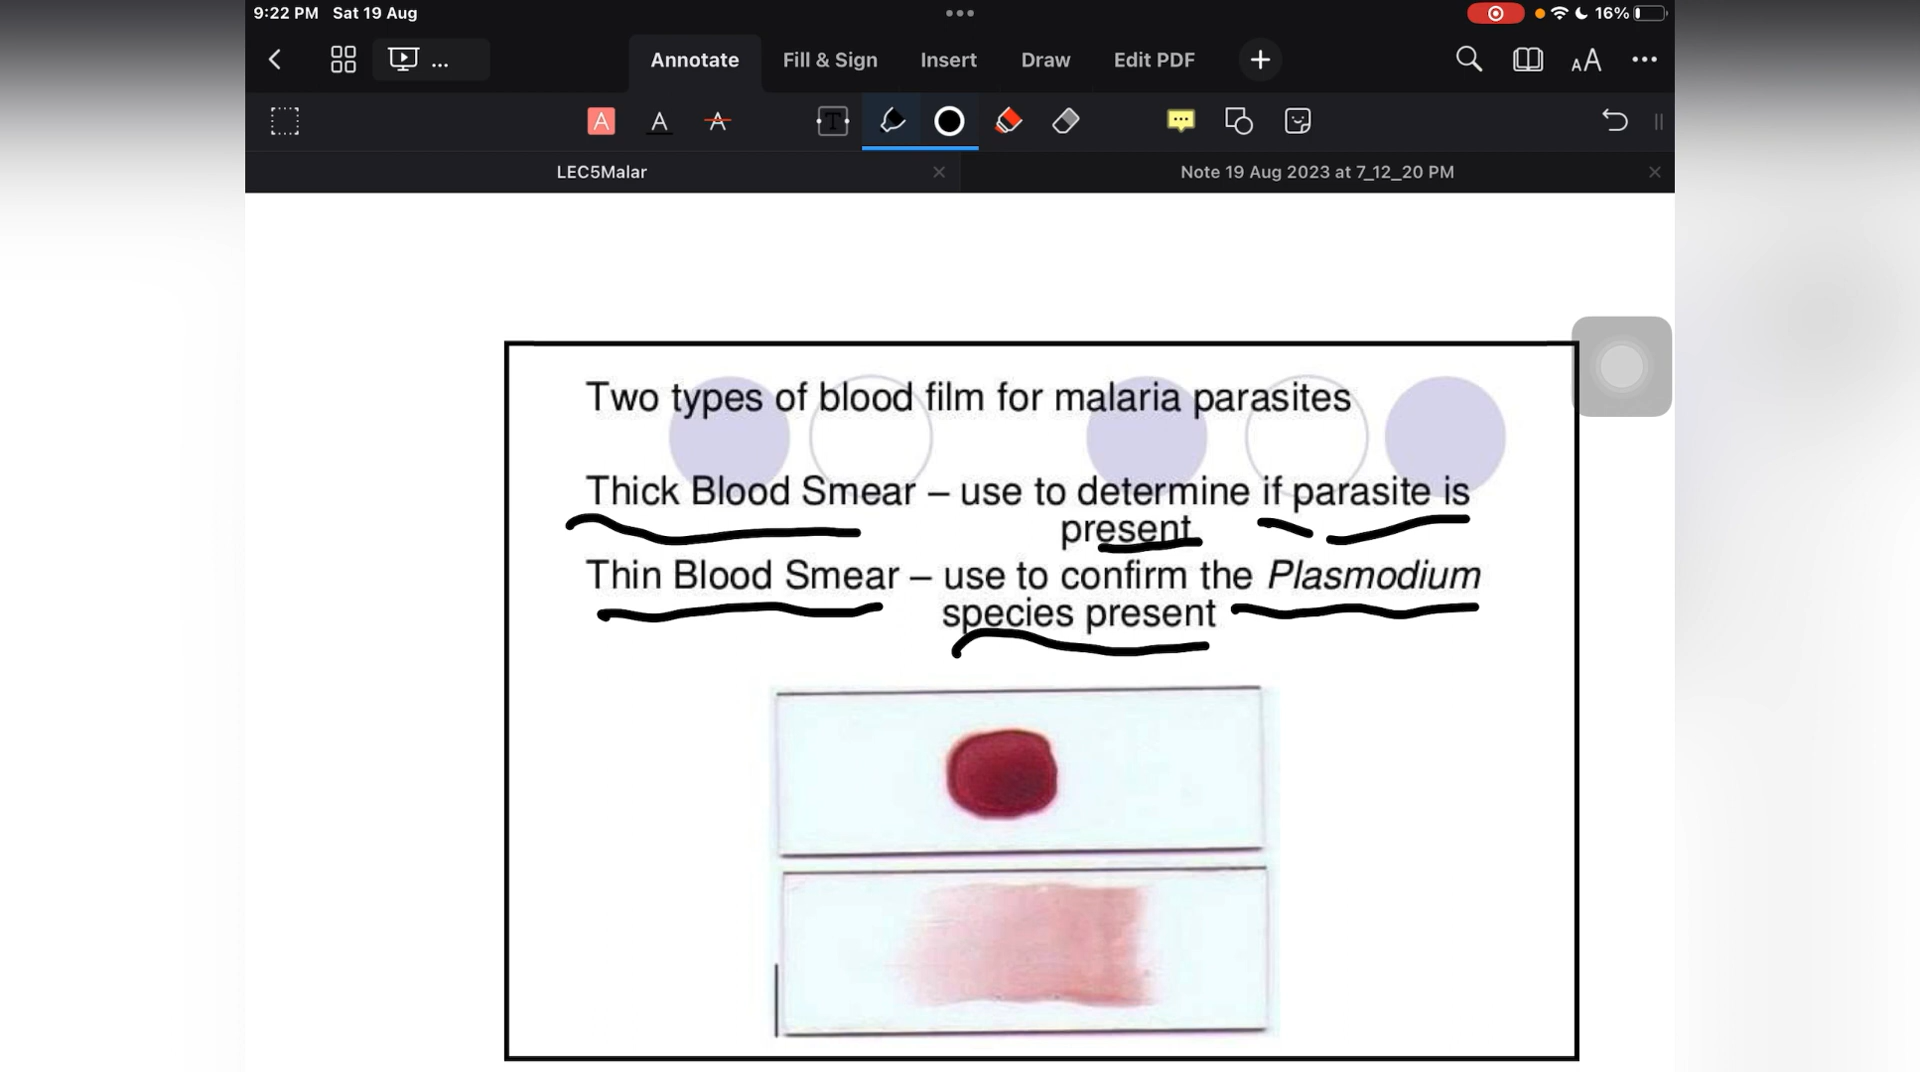 9:22 PM Sat 19 Aug
16%
Annotate Fill & Sign Insert Draw Edit PDF
LEC5Malar
Note 19 Aug 2023 at 7_12_20 PM
Two types of blood film for malaria parasites
Thick Blood Smear – use to determine if parasite is
present
Thin Blood Smear – use to confirm the Plasmodium
species present